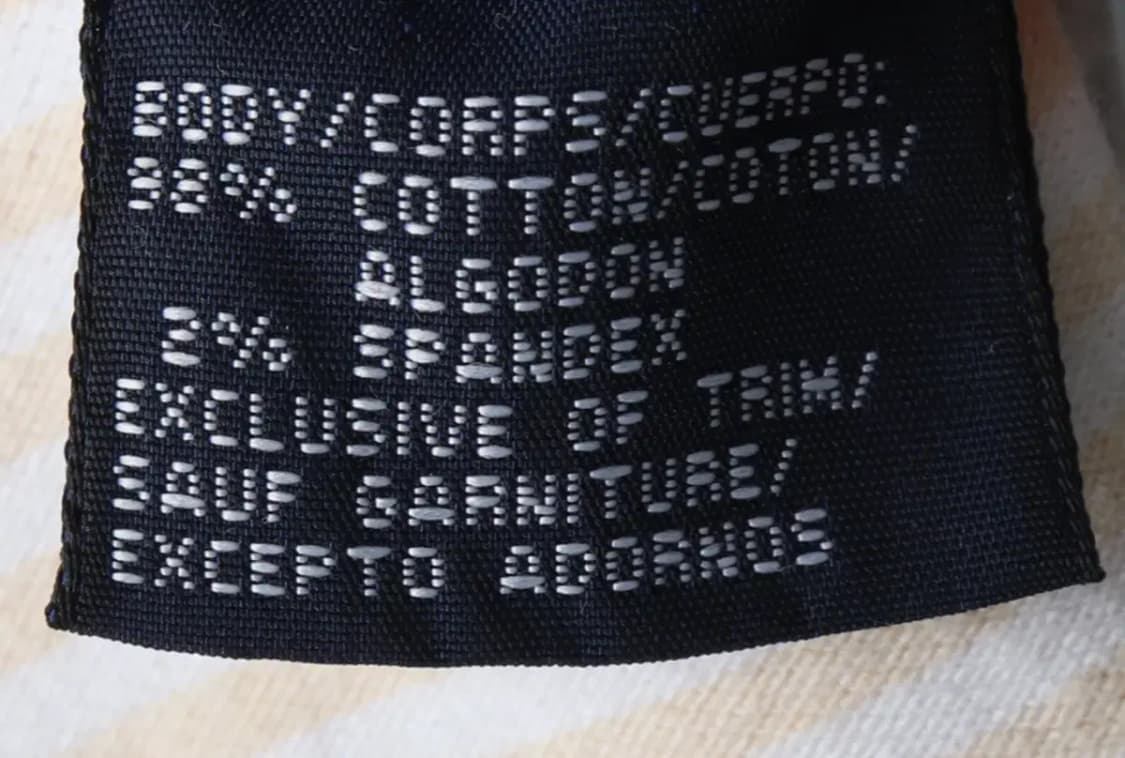 BODY/CORPS/CUERPO:
98% COTTON/COTON/
ALGODON
2% SPANDEX
EXCLUSIVE OF TRIM/
SAUF GARNITURE/
EXCEPTO ADORNOS